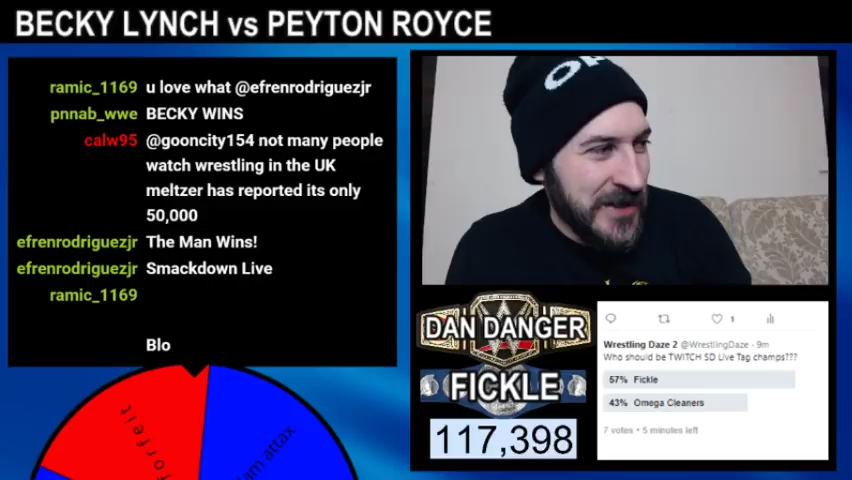 BECKY LYNCH vs PEYTON ROYCE
ramic_1169 u love what @efrenrodriguezjr
pnnab_wwe BECKY WINS
calw95 @gooncity154 not many people
watch wrestling in the UK
meltzer has reported its only
50,000
efrenrodriguezjr The Man Wins!
efrenrodriguezjr Smackdown Live
ramic_1169
Blo
forfeit
am attax
DAN DANGER
FICKLE
117,398
1
Wrestling Daze 2 @WrestlingDaze · 9m
Who should be TWITCH SD Live Tag champs???
57% Fickle
43% Omega Cleaners
7 votes • 5 minutes left